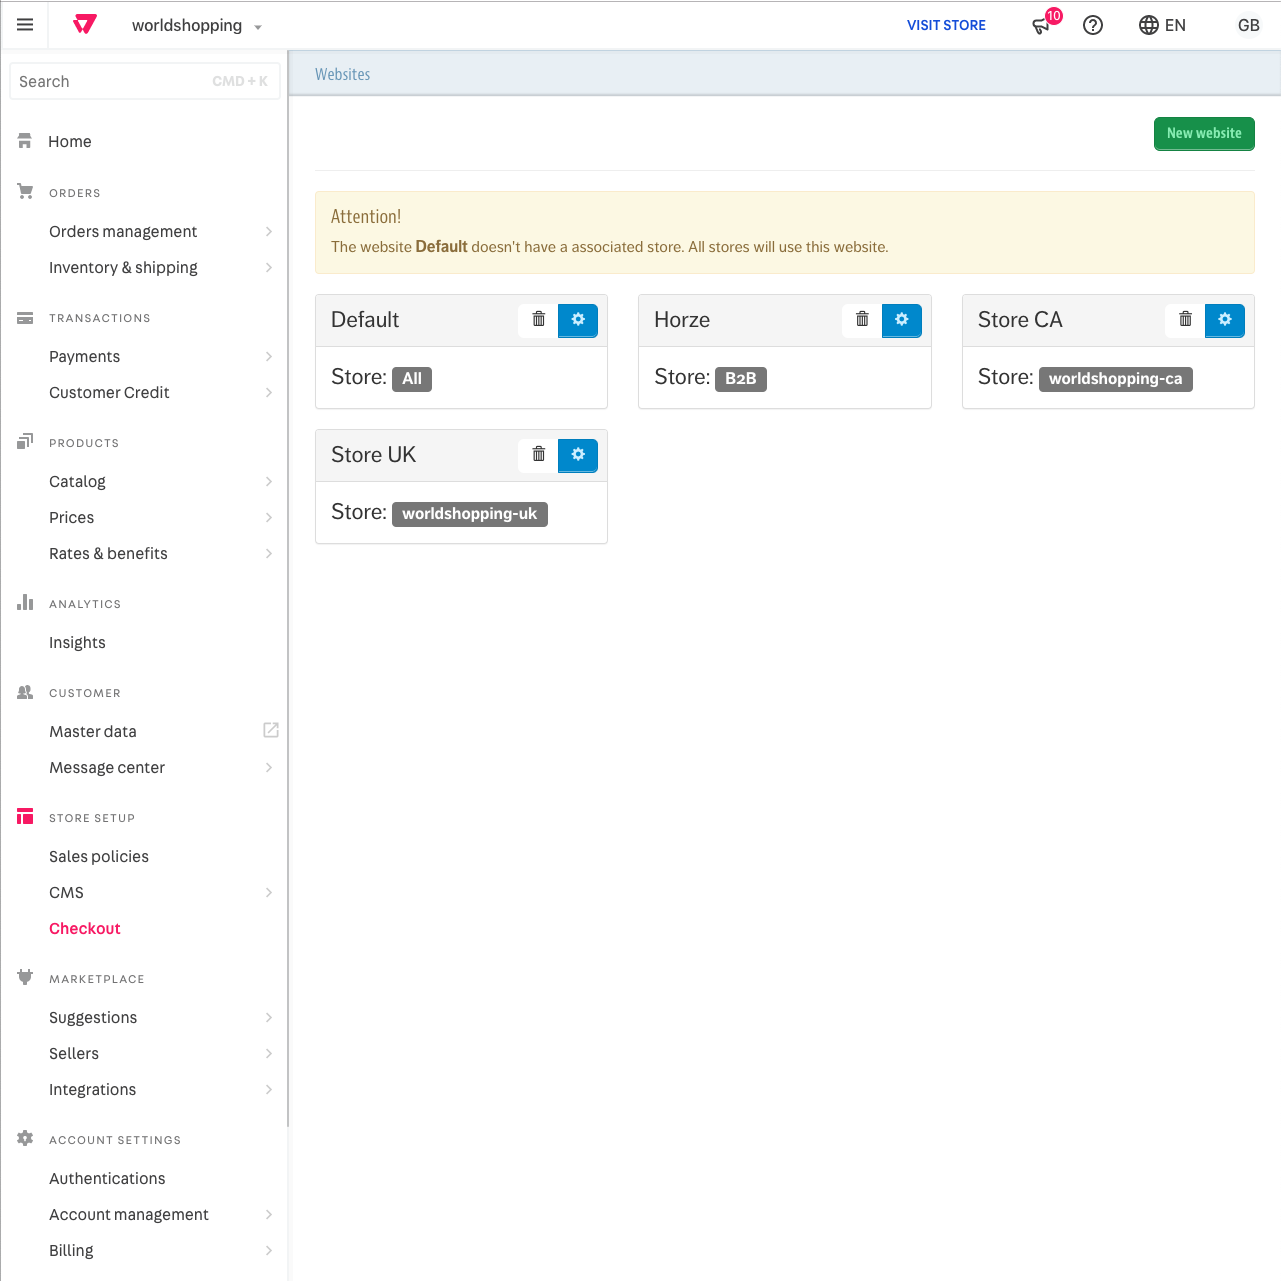 worldshopping
VISIT STORE
10
EN
GB
Search
CMD + K
Home
ORDERS
Orders management
Inventory & shipping
TRANSACTIONS
Payments
Customer Credit
PRODUCTS
Catalog
Prices
Rates & benefits
ANALYTICS
Insights
CUSTOMER
Master data
Message center
STORE SETUP
Sales policies
CMS
Checkout
MARKETPLACE
Suggestions
Sellers
Integrations
ACCOUNT SETTINGS
Authentications
Account management
Billing
Websites
New website
Attention!
The website Default doesn't have a associated store. All stores will use this website.
Default
Store: All
Horze
Store: B2B
Store CA
Store: worldshopping-ca
Store UK
Store: worldshopping-uk